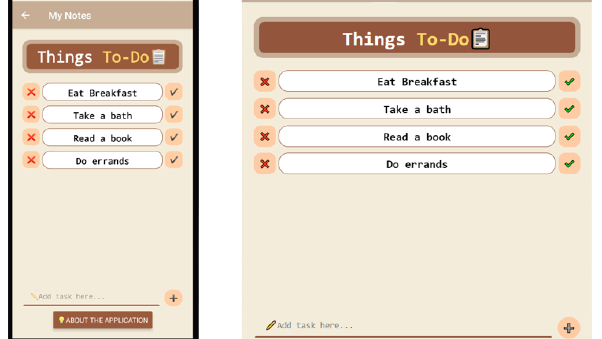 My Notes
Things To-Do
Eat Breakfast
Take a bath
Read a book
Do errands
Add task here...
ABOUT THE APPLICATION
Things To-Do
Eat Breakfast
Take a bath
Read a book
Do errands
Add task here...